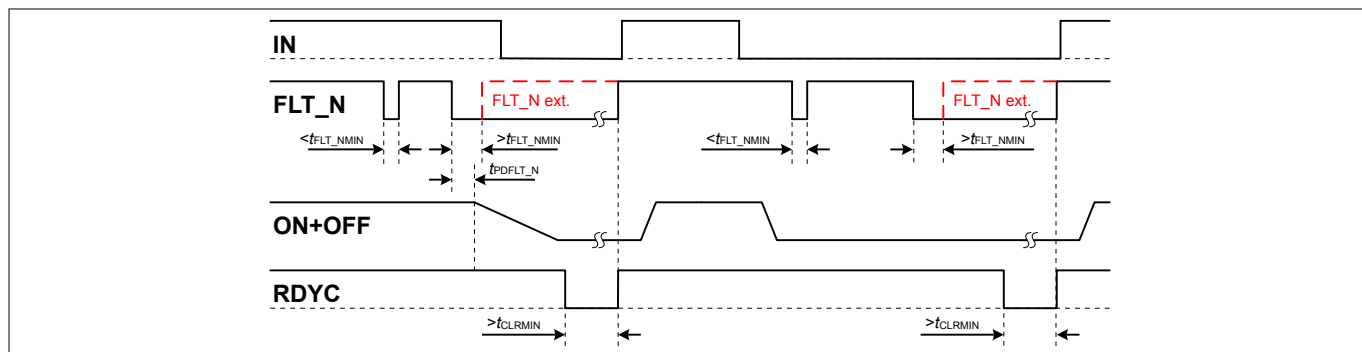 IN
FLT_N
FLT_N ext.
FLT_N ext.
<tFLT_NMIN
>tFLT_NMIN
<tFLT_NMIN
>tFLT_NMIN
tPDFLT_N
ON+OFF
RDYC
>tCLRMIN
>tCLRMIN